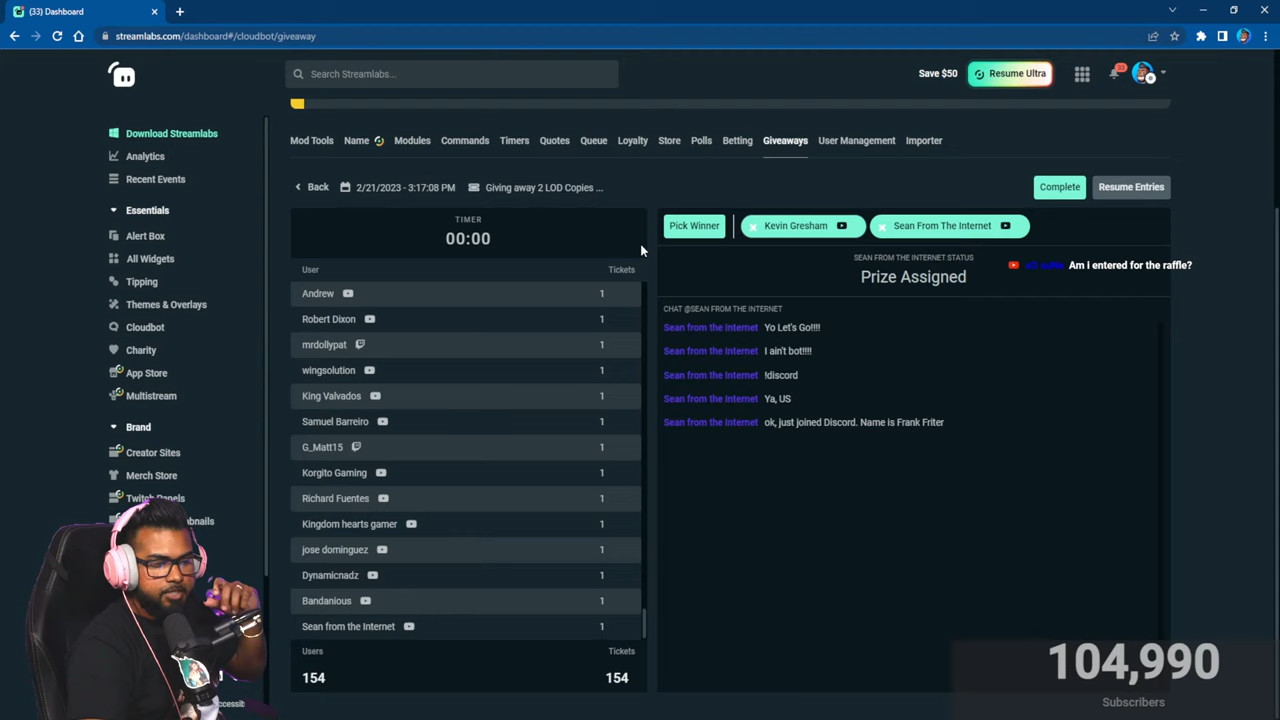 (33) Dashboard
streamlabs.com/dashboard#/cloudbot/giveaway
Search Streamlabs...
Save $50
Resume Ultra
Download Streamlabs
Analytics
Recent Events
Essentials
Alert Box
All Widgets
Tipping
Themes & Overlays
Cloudbot
Charity
App Store
Multistream
Brand
Creator Sites
Merch Store
Twitch Panels
Mod Tools Name Modules Commands Timers Quotes Queue Loyalty Store Polls Betting Giveaways User Management Importer
Back 2/21/2023 - 3:17:08 PM Giving away 2 LOD Copies ...
Complete Resume Entries
TIMER
00:00
User Tickets
Andrew 1
Robert Dixon 1
mrdollypat 1
wingsolution 1
King Valvados 1
Samuel Barreiro 1
G_Matt15 1
Korgito Gaming 1
Richard Fuentes 1
Kingdom hearts gamer 1
jose dominguez 1
Dynamicnadz 1
Bandanious 1
Sean from the Internet 1
Users Tickets
154 154
Pick Winner Kevin Gresham Sean From The Internet
SEAN FROM THE INTERNET STATUS
Prize Assigned
Am i entered for the raffle?
CHAT @SEAN FROM THE INTERNET
Sean from the Internet Yo Let's Go!!!!
Sean from the Internet I ain't bot!!!!
Sean from the Internet !discord
Sean from the Internet Ya, US
Sean from the Internet ok, just joined Discord. Name is Frank Friter
104,990
Subscribers